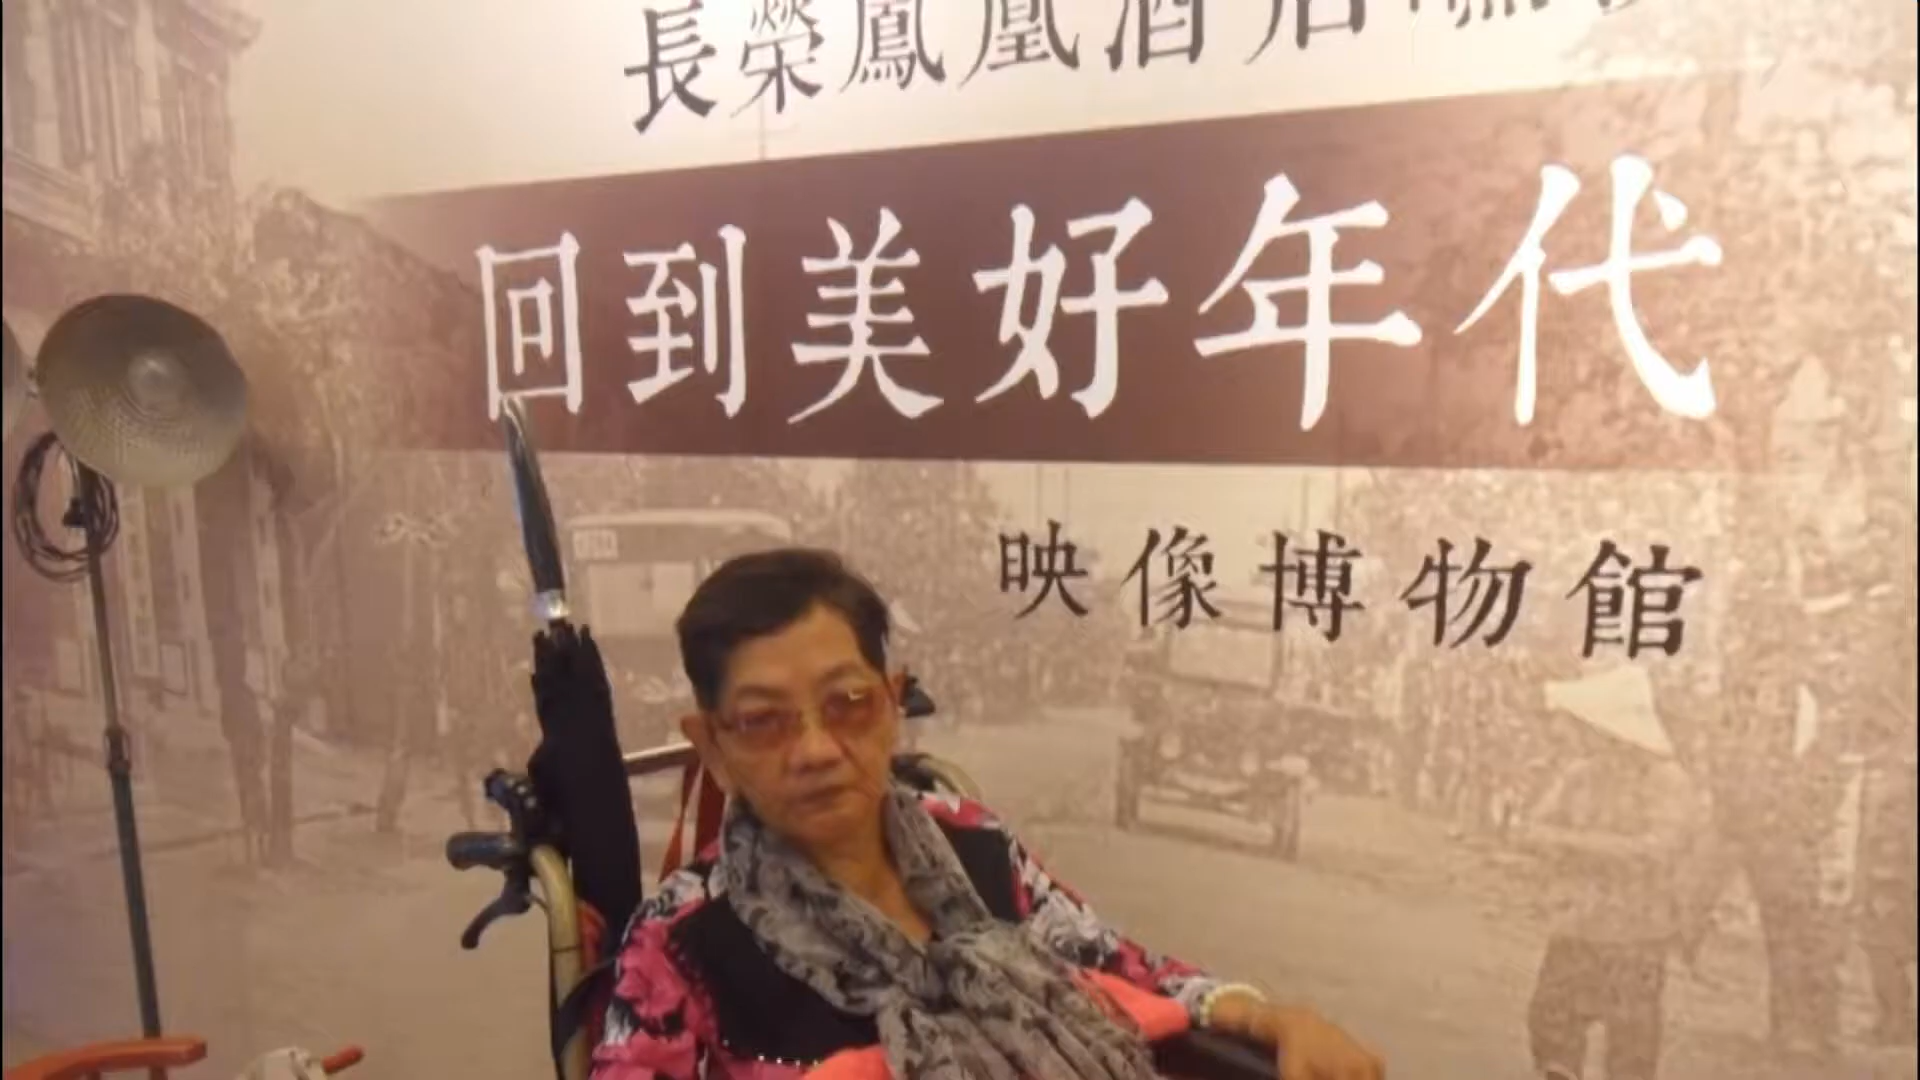 長榮鳳凰酒店
回到美好年代
映像博物館